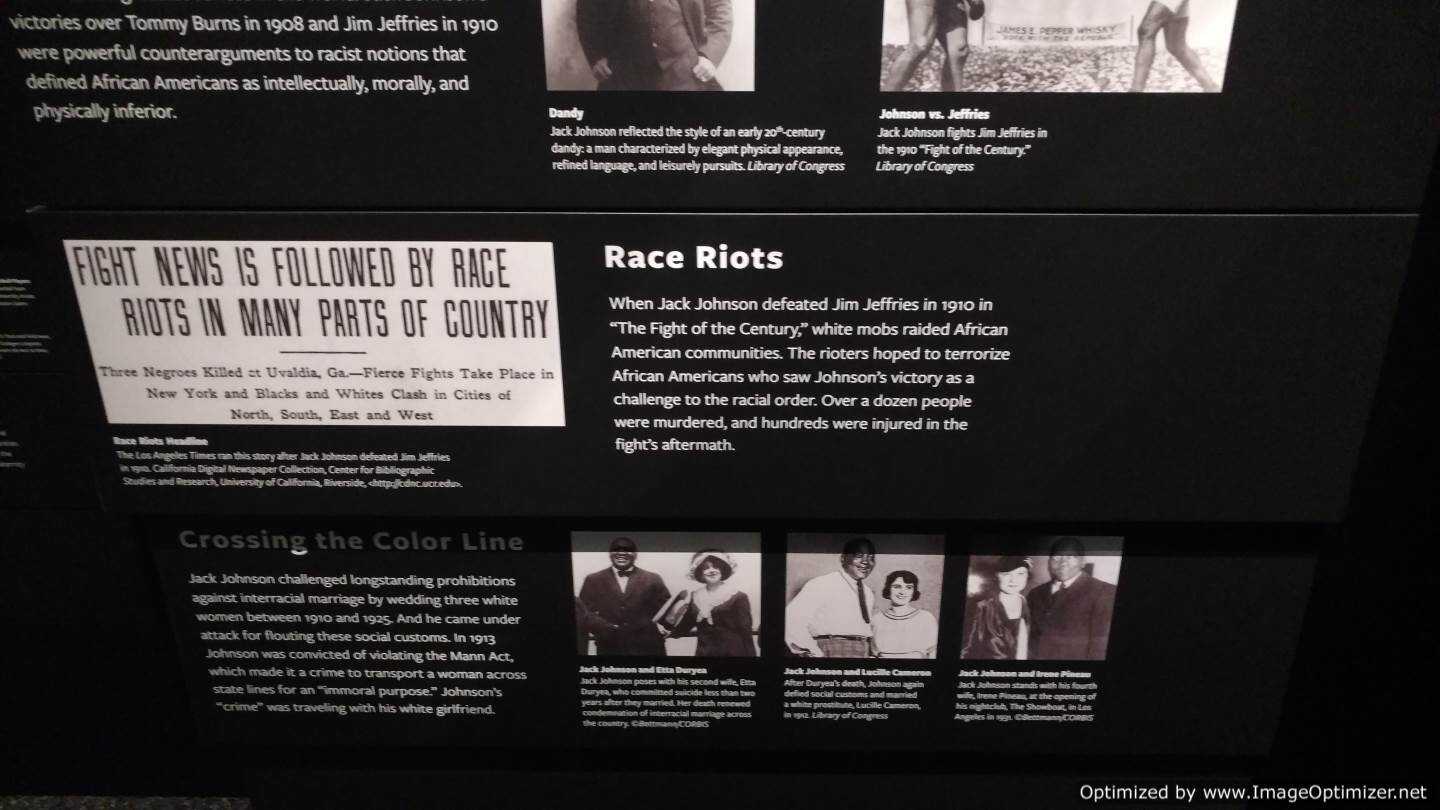 victories over Tommy Burns in 1908 and Jim Jeffries in 1910
were powerful counterarguments to racist notions that
defined African Americans as intellectually, morally, and
physically inferior.
Dandy
Jack Johnson reflected the style of an early 20th-century
dandy: a man characterized by elegant physical appearance,
refined language, and leisurely pursuits. Library of Congress
JAMES E. PEPPER WHISKY
Johnson vs. Jeffries
Jack Johnson fights Jim Jeffries in
the 1910 “Fight of the Century.”
Library of Congress
FIGHT NEWS IS FOLLOWED BY RACE
RIOTS IN MANY PARTS OF COUNTRY
Three Negroes Killed at Uvaldia, Ga.—Fierce Fights Take Place in
New York and Blacks and Whites Clash in Cities of
North, South, East and West
Race Riots Headline
The Los Angeles Times ran this story after Jack Johnson defeated Jim Jeffries
in 1910. California Digital Newspaper Collection, Center for Bibliographic
Studies and Research, University of California, Riverside, <http://cdnc.ucr.edu>.
Race Riots
When Jack Johnson defeated Jim Jeffries in 1910 in
“The Fight of the Century,” white mobs raided African
American communities. The rioters hoped to terrorize
African Americans who saw Johnson’s victory as a
challenge to the racial order. Over a dozen people
were murdered, and hundreds were injured in the
fight’s aftermath.
Crossing the Color Line
Jack Johnson challenged longstanding prohibitions
against interracial marriage by wedding three white
women between 1910 and 1925. And he came under
attack for flouting these social customs. In 1913
Johnson was convicted of violating the Mann Act,
which made it a crime to transport a woman across
state lines for an “immoral purpose.” Johnson’s
“crime” was traveling with his white girlfriend.
Jack Johnson and Etta Duryea
Jack Johnson poses with his second wife, Etta
Duryea, who committed suicide less than two
years after they married. Her death renewed
condemnation of interracial marriage across
the country. ©Bettmann/CORBIS
Jack Johnson and Lucille Cameron
After Duryea’s death, Johnson again
defied social customs and married
a white prostitute, Lucille Cameron,
in 1912. Library of Congress
Jack Johnson and Irene Pineau
Jack Johnson stands with his fourth
wife, Irene Pineau, at the opening of
his nightclub, The Showboat, in Los
Angeles in 1931. ©Bettmann/CORBIS
Optimized by www.ImageOptimizer.net